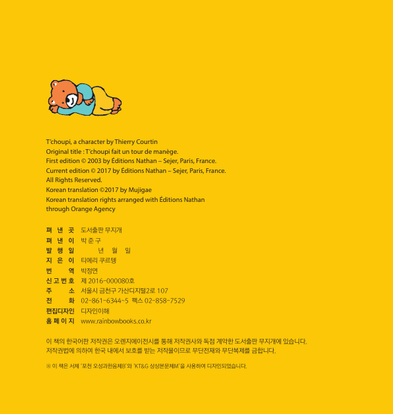 T'choupi, a character by Thierry Courtin
Original title : T'choupi fait un tour de manège.
First edition © 2003 by Éditions Nathan – Sejer, Paris, France.
Current edition © 2017 by Éditions Nathan – Sejer, Paris, France.
All Rights Reserved.
Korean translation ©2017 by Mujigae
Korean translation rights arranged with Éditions Nathan
through Orange Agency
펴 낸 곳 도서출판 무지개
펴 낸 이 박 준 구
발 행 일 년 월 일
지 은 이 티에리 쿠르탱
번 역 박정연
신 고 번 호 제 2016-000080호
주 소 서울시 금천구 가산디지털2로 107
전 화 02-861-6344~5 팩스 02-858-7529
편집디자인 디자인이레
홈 페 이 지 www.rainbowbooks.co.kr
이 책의 한국어판 저작권은 오렌지에이전시를 통해 저작권사와 독점 계약한 도서출판 무지개에 있습니다.
저작권법에 의하여 한국 내에서 보호를 받는 저작물이므로 무단전재와 무단복제를 금합니다.
※ 이 책은 서체 '포천 오성과한음체B'와 'KT&G 상상본문체M'을 사용하여 디자인되었습니다.